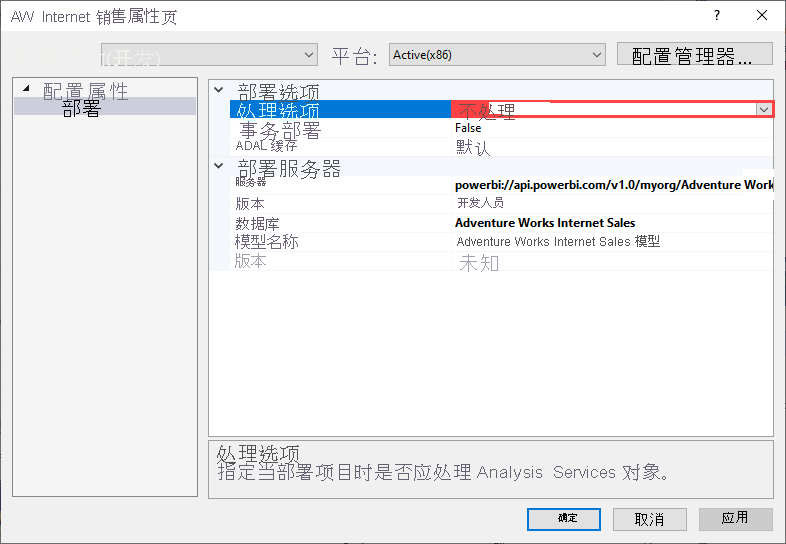 AW Internet 销售属性页
?
(开发)
平台:
Active(x86)
配置管理器...
配置属性
部署
部署选项
处理选项 不处理
事务部署 False
ADAL 缓存 默认
部署服务器
服务器 powerbi://api.powerbi.com/v1.0/myorg/Adventure Work
版本 开发人员
数据库 Adventure Works Internet Sales
模型名称 Adventure Works Internet Sales 模型
版本 未知
处理选项
指定当部署项目时是否应处理 Analysis Services 对象。
确定
取消
应用